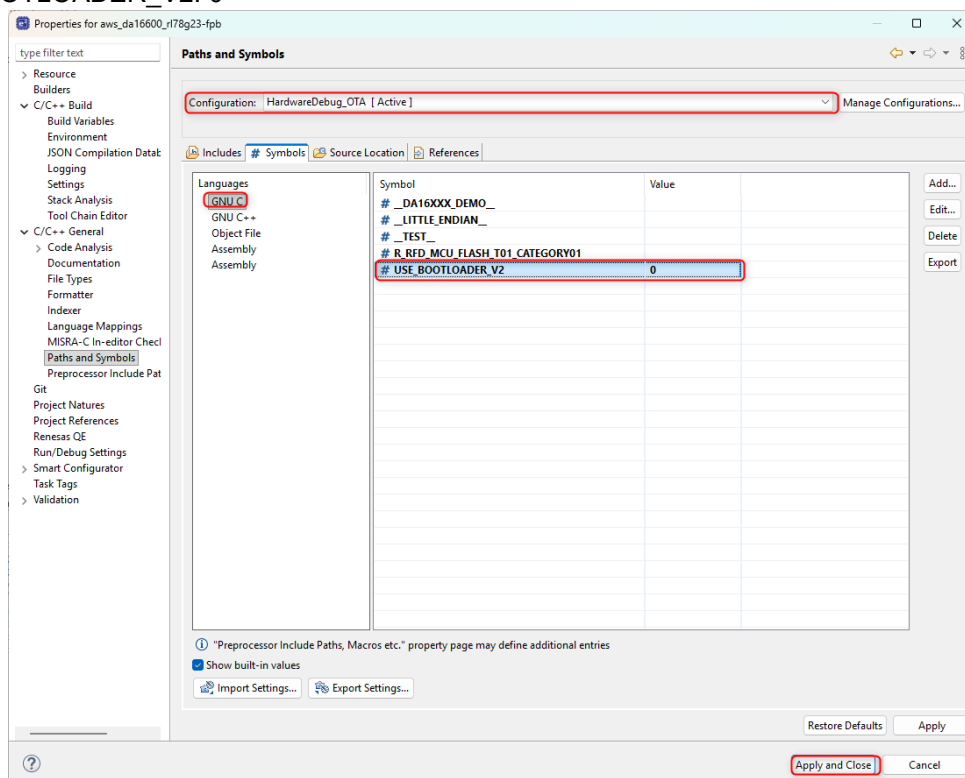 Properties for aws_da16600_rl78g23-fpb
type filter text
Resource
Builders
C/C++ Build
Build Variables
Environment
JSON Compilation Datak
Logging
Settings
Stack Analysis
Tool Chain Editor
C/C++ General
Code Analysis
Documentation
File Types
Formatter
Indexer
Language Mappings
MISRA-C In-editor Checl
Paths and Symbols
Preprocessor Include Pat
Git
Project Natures
Project References
Renesas QE
Run/Debug Settings
Smart Configurator
Task Tags
Validation
Paths and Symbols
Configuration: HardwareDebug_OTA [ Active ]
Manage Configurations...
Includes # Symbols Source Location References
Languages
GNU C
GNU C++
Object File
Assembly
Assembly
Symbol Value
# __DA16XXX_DEMO__
# __LITTLE_ENDIAN__
# __TEST__
# R_RFD_MCU_FLASH_T01_CATEGORY01
# USE_BOOTLOADER_V2 0
Add...
Edit...
Delete
Export
"Preprocessor Include Paths, Macros etc." property page may define additional entries
Show built-in values
Import Settings... Export Settings...
Restore Defaults Apply
Apply and Close Cancel